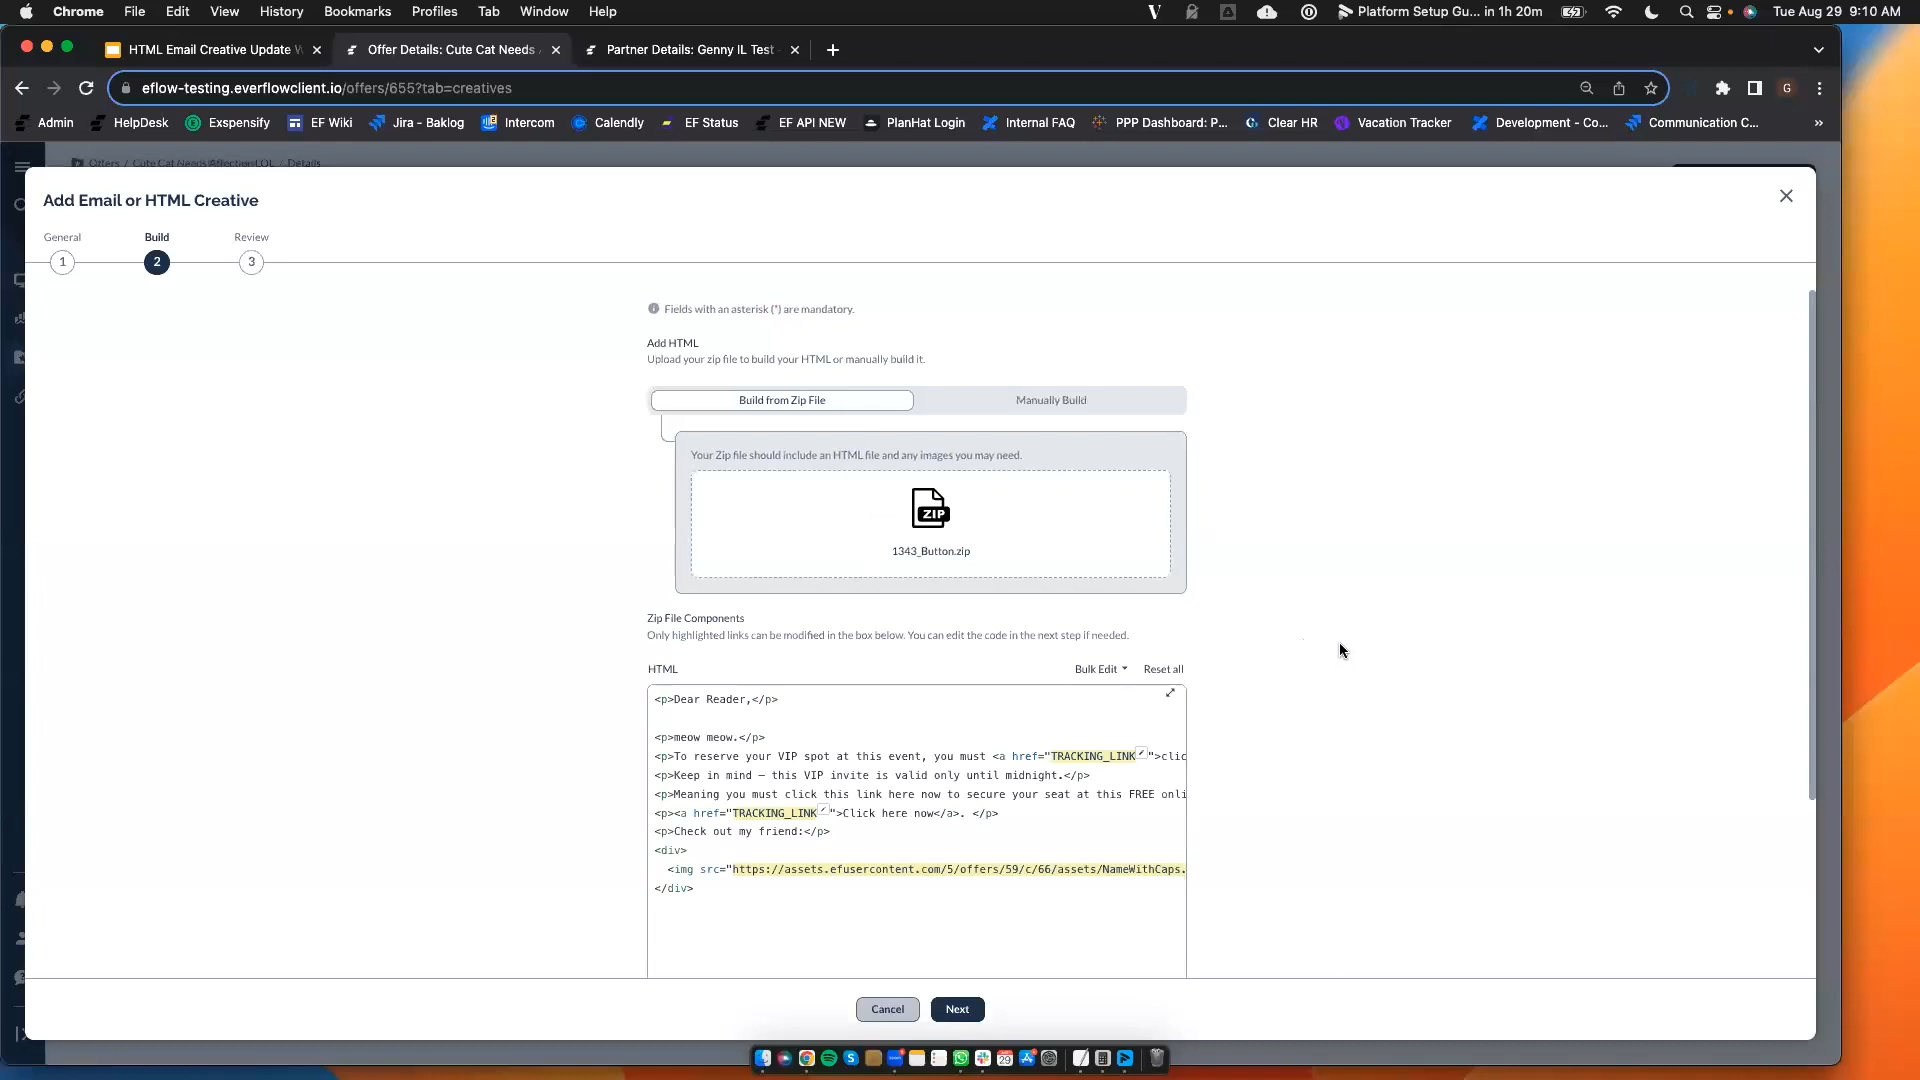 Chrome File Edit View History Bookmarks Profiles Tab Window Help
Platform Setup Gu... in 1h 20m
Tue Aug 29 9:10 AM
HTML Email Creative Update
Offer Details: Cute Cat Needs
Partner Details: Genny IL Test
eflow-testing.everflowclient.io/offers/655?tab=creatives
G
Admin HelpDesk Expensify EF Wiki Jira - Baklog Intercom Calendly EF Status EF API NEW PlanHat Login Internal FAQ PPP Dashboard: P... Clear HR Vacation Tracker Development - Co... Communication C... »
Offers / Cute Cat Needs Details
Add Email or HTML Creative
General Build Review
1 2 3
Fields with an asterisk (*) are mandatory.
Add HTML
Upload your zip file to build your HTML or manually build it.
Build from Zip File Manually Build
Your Zip file should include an HTML file and any images you may need.
ZIP
1343_Button.zip
Zip File Components
Only highlighted links can be modified in the box below. You can edit the code in the next step if needed.
HTML Bulk Edit Reset all
<p>Dear Reader,</p>
<p>meow meow.</p>
<p>To reserve your VIP spot at this event, you must <a href="TRACKING_LINK">clic
<p>Keep in mind – this VIP invite is valid only until midnight.</p>
<p>Meaning you must click this link here now to secure your seat at this FREE onli
<p><a href="TRACKING_LINK">Click here now</a>. </p>
<p>Check out my friend:</p>
<div>
<img src="https://assets.efusercontent.com/5/offers/59/c/66/assets/NameWithCaps.
</div>
Cancel Next